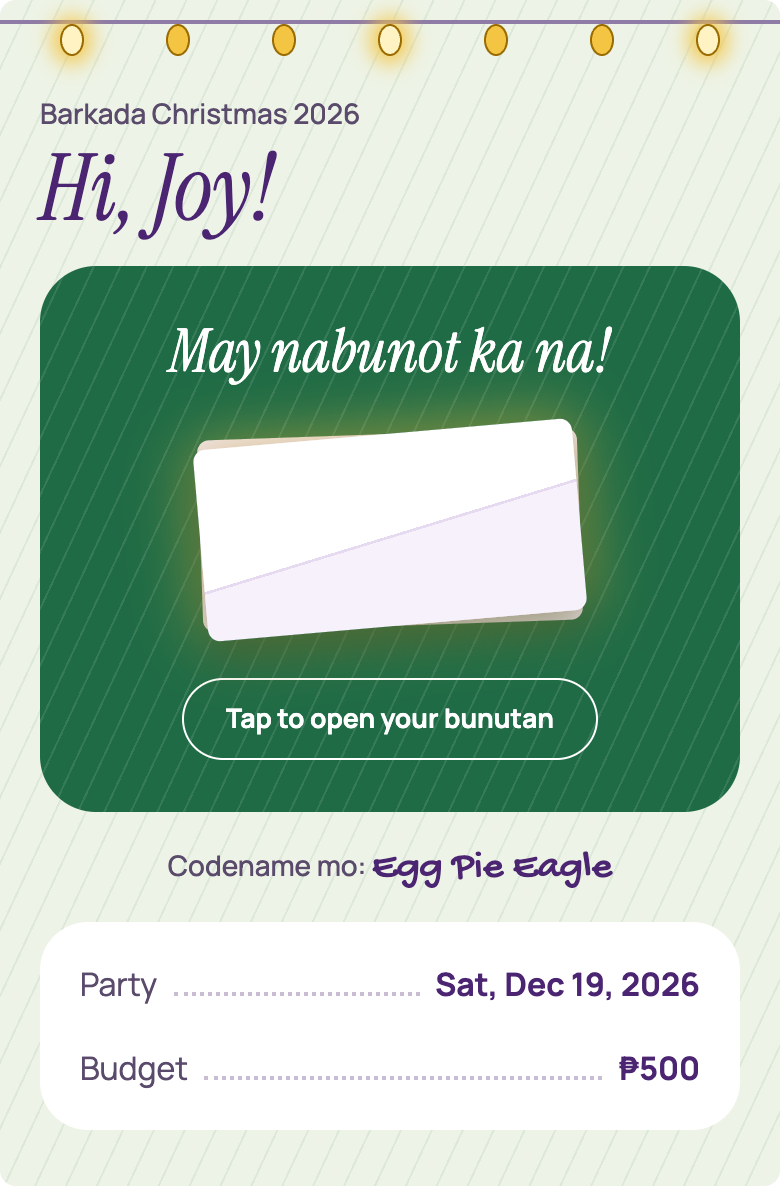 Barkada Christmas 2026
Hi, Joy!
May nabunot ka na!
Tap to open your bunutan
Codename mo: Egg Pie Eagle
Party Sat, Dec 19, 2026
Budget ₱500